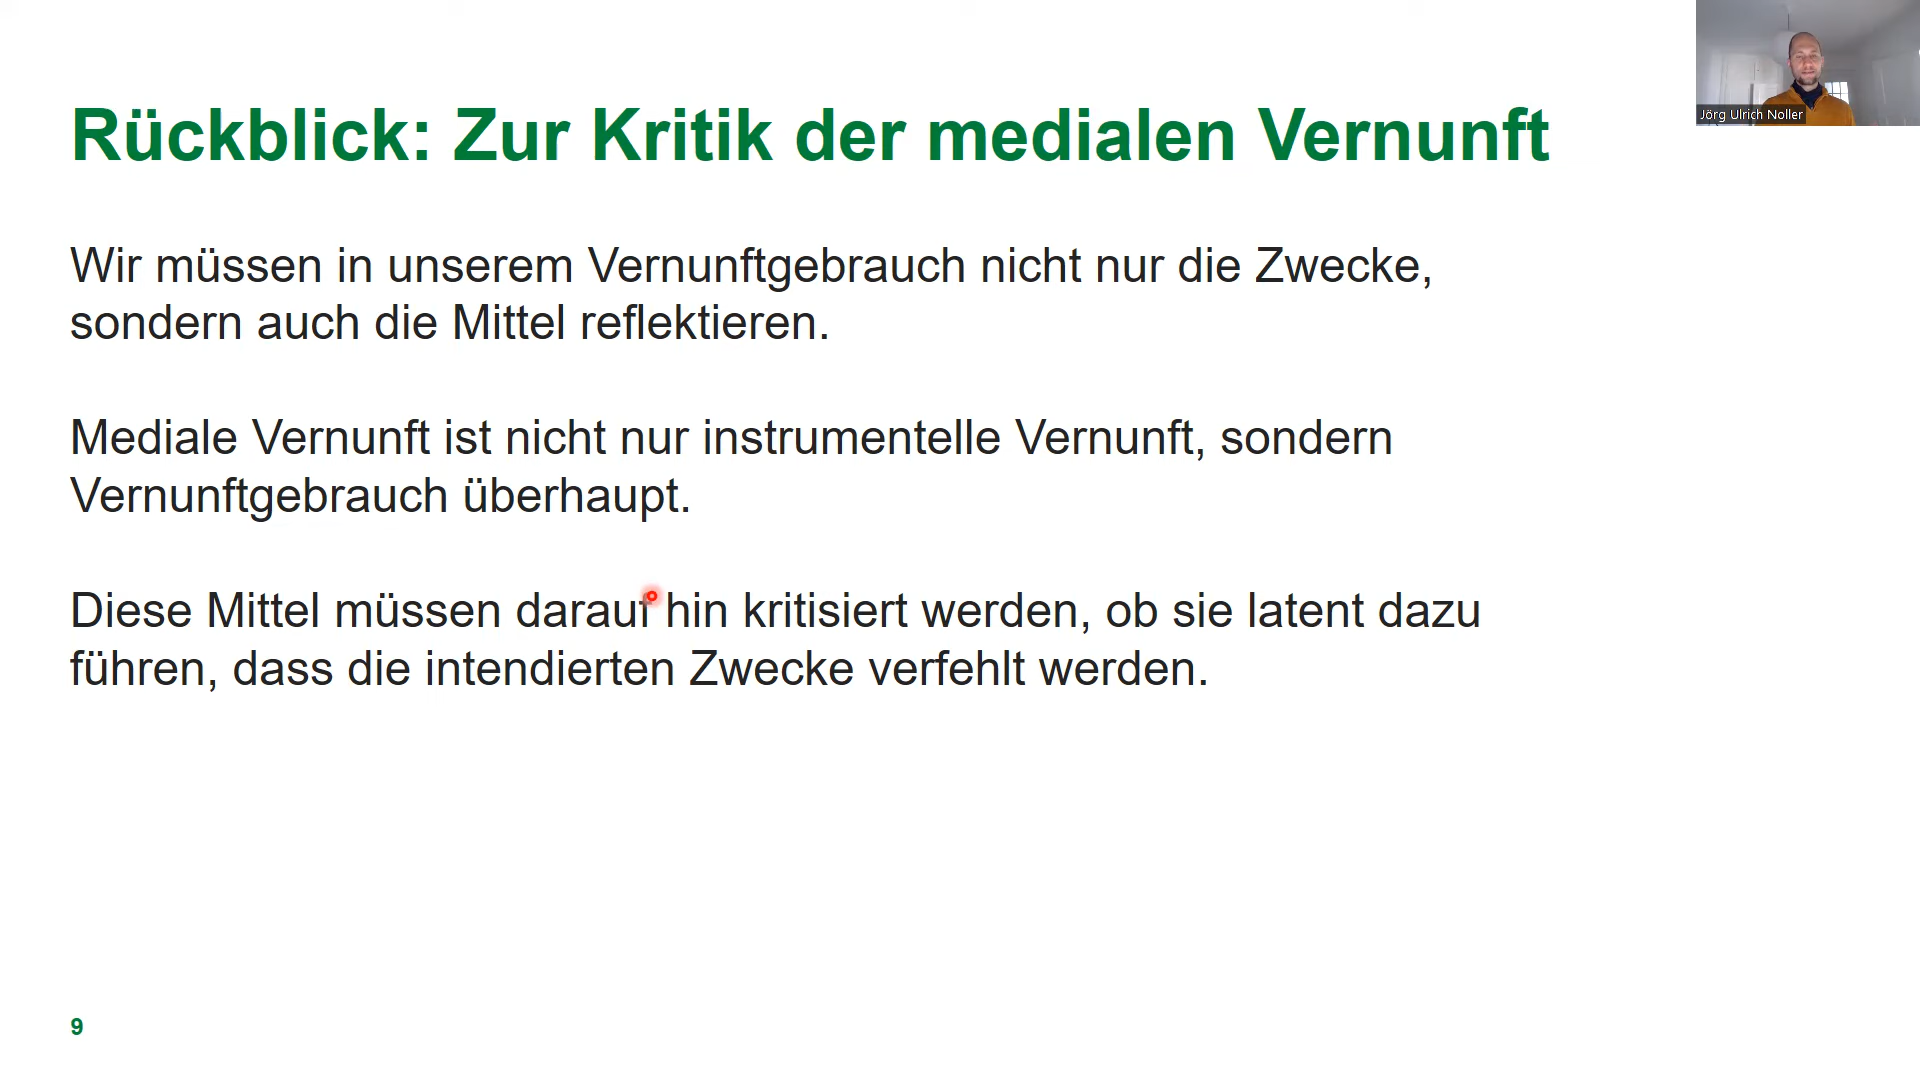 Rückblick: Zur Kritik der medialen Vernunft
Jörg Ulrich Noller
Wir müssen in unserem Vernunftgebrauch nicht nur die Zwecke,
sondern auch die Mittel reflektieren.
Mediale Vernunft ist nicht nur instrumentelle Vernunft, sondern
Vernunftgebrauch überhaupt.
Diese Mittel müssen darauf hin kritisiert werden, ob sie latent dazu
führen, dass die intendierten Zwecke verfehlt werden.
9